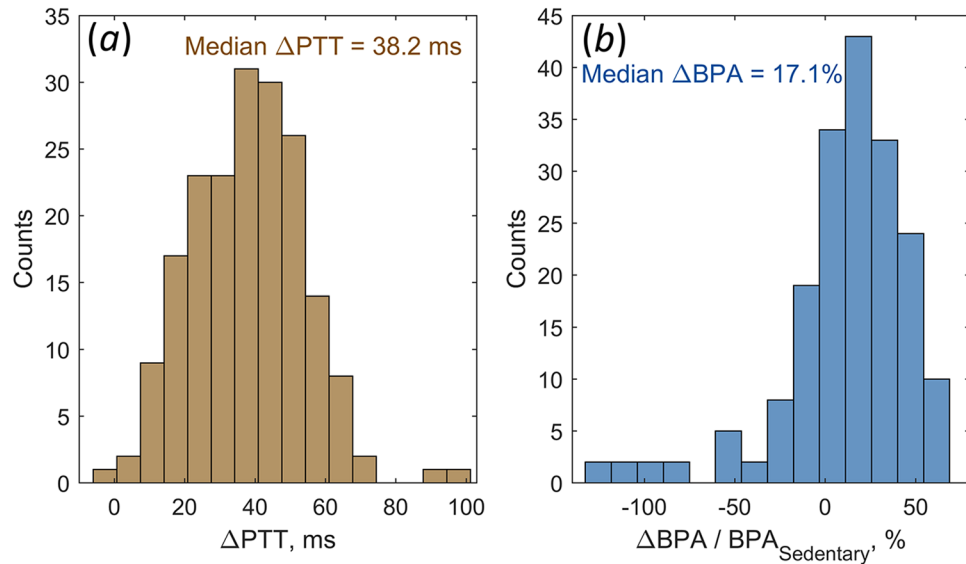 (a)
Median ΔPTT = 38.2 ms
35
30
25
20
15
10
5
0
Counts
0 20 40 60 80 100
ΔPTT, ms
(b)
Median ΔBPA = 17.1%
45
40
35
30
25
20
15
10
5
0
Counts
-100 -50 0 50
ΔBPA / BPA_Sedentary, %